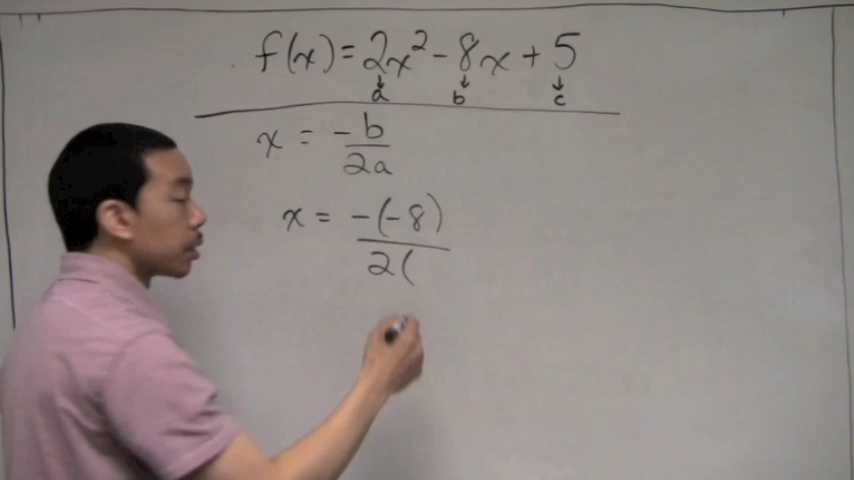 f(x) = 2x² - 8x + 5
a b c
x = -b/2a
x = -(-8)/2(